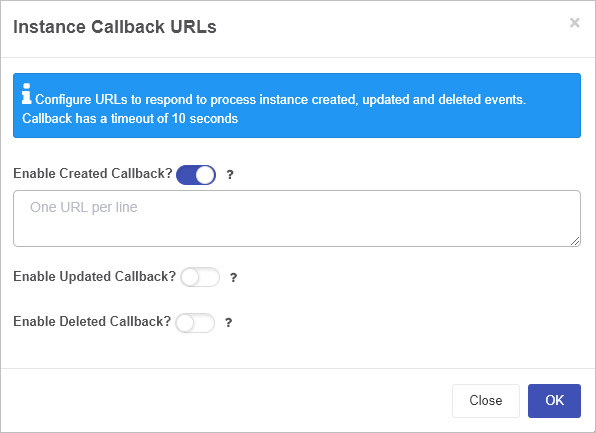 Instance Callback URLs
×
Configure URLs to respond to process instance created, updated and deleted events.
Callback has a timeout of 10 seconds
Enable Created Callback? ?
One URL per line
Enable Updated Callback? ?
Enable Deleted Callback? ?
Close OK